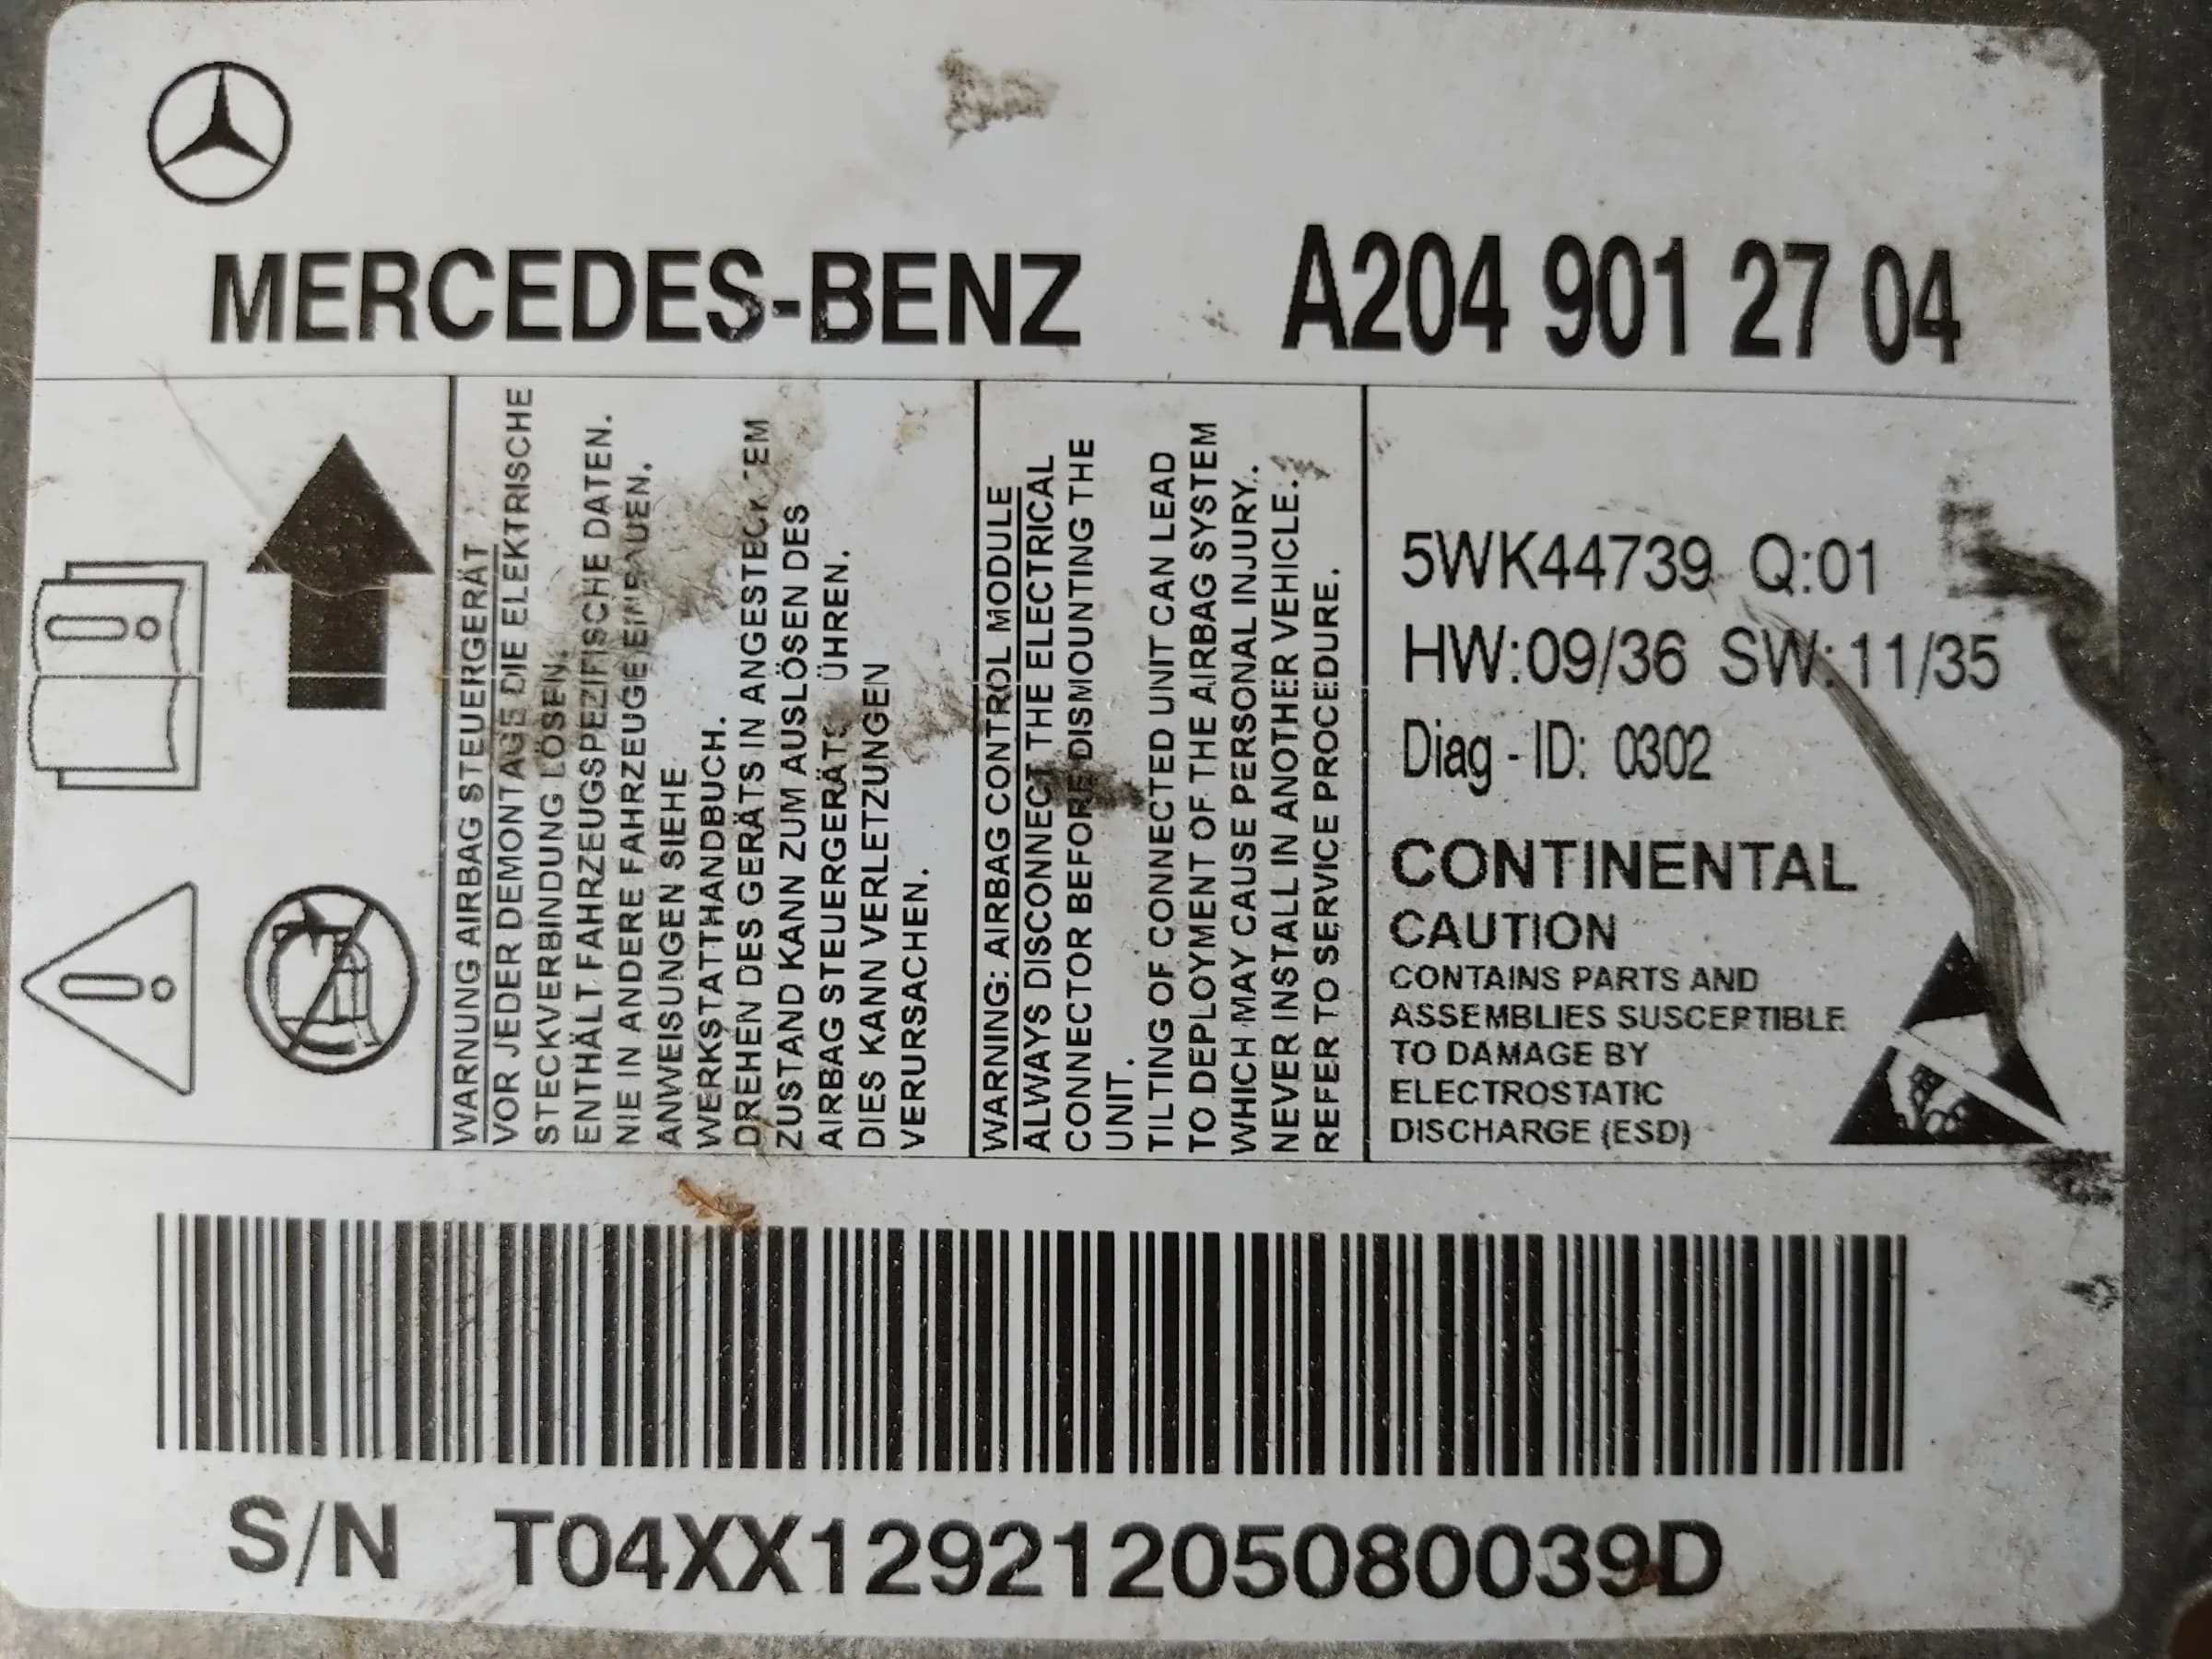 MERCEDES-BENZ A204 901 27 04
WARNUNG AIRBAG STEUERGERÄT
VOR JEDER DEMONTAGE DIE ELEKTRISCHE
STECKVERBINDUNG LÖSEN.
ENTHÄLT FAHRZEUGSPEZIFISCHE DATEN.
NIE IN ANDERE FAHRZEUGE EINBAUEN.
ANWEISUNGEN SIEHE
WERKSTATTHANDBUCH.
DREHEN DES GERÄTS IN ANGESTECKTEM
ZUSTAND KANN ZUM AUSLÖSEN DES
AIRBAG STEUERGERÄTS
DIES KANN VERLETZUNGEN
VERURSACHEN.
WARNING: AIRBAG CONTROL MODULE
ALWAYS DISCONNECT THE ELECTRICAL
CONNECTOR BEFORE DISMOUNTING THE
UNIT.
TILTING OF CONNECTED UNIT CAN LEAD
TO DEPLOYMENT OF THE AIRBAG SYSTEM
WHICH MAY CAUSE PERSONAL INJURY.
NEVER INSTALL IN ANOTHER VEHICLE.
REFER TO SERVICE PROCEDURE.
5WK44739 Q:01
HW:09/36 SW:11/35
Diag - ID: 0302
CONTINENTAL
CAUTION
CONTAINS PARTS AND
ASSEMBLIES SUSCEPTIBLE
TO DAMAGE BY
ELECTROSTATIC
DISCHARGE (ESD)
S/N T04XX12921205080039D